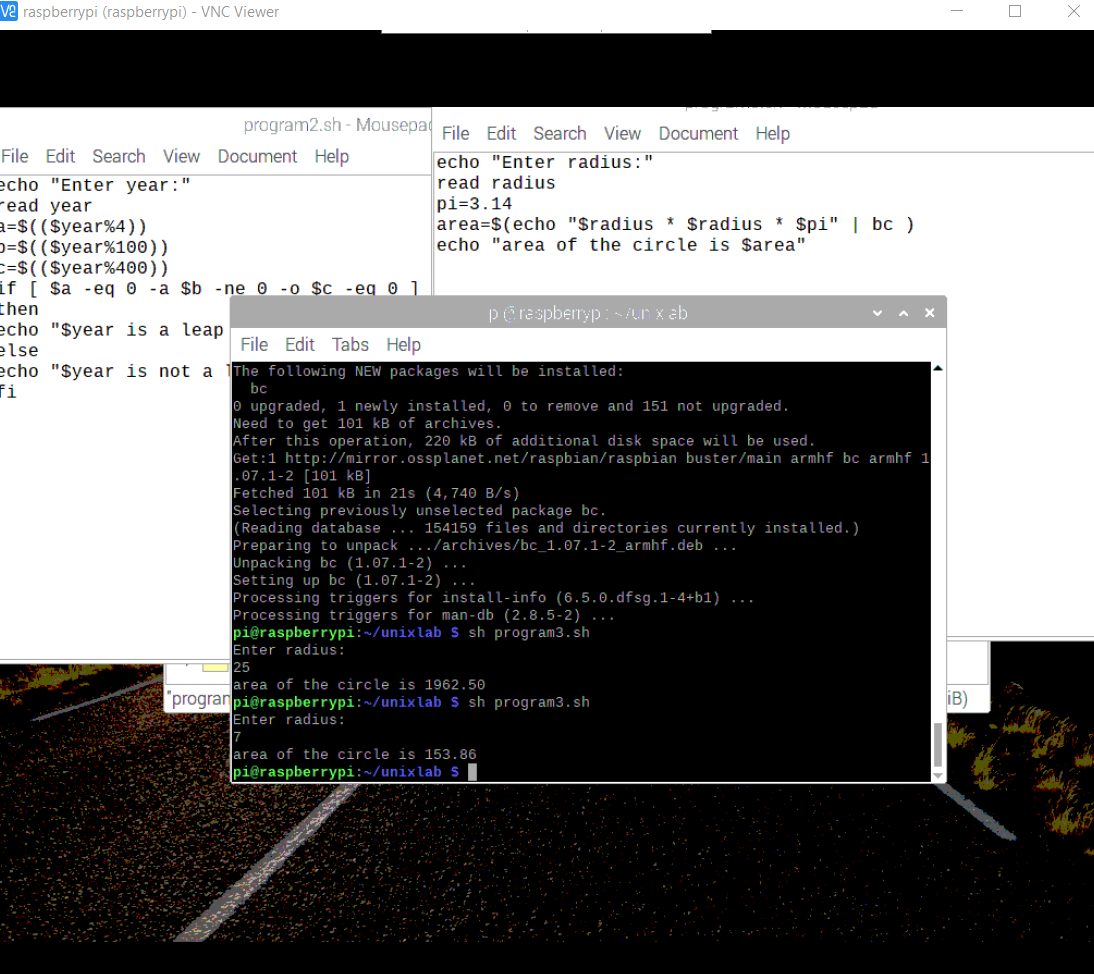 raspberrypi (raspberrypi) - VNC Viewer
program2.sh - Mousepad
File Edit Search View Document Help
echo "Enter year:"
read year
a=$(($year%4))
b=$(($year%100))
c=$(($year%400))
if [ $a -eq 0 -a $b -ne 0 -o $c -eq 0 ]
then
echo "$year is a leap
else
echo "$year is not a l
fi
File Edit Search View Document Help
echo "Enter radius:"
read radius
pi=3.14
area=$(echo "$radius * $radius * $pi" | bc )
echo "area of the circle is $area"
pi@raspberrypi: ~/unixlab
File Edit Tabs Help
The following NEW packages will be installed:
bc
0 upgraded, 1 newly installed, 0 to remove and 151 not upgraded.
Need to get 101 kB of archives.
After this operation, 220 kB of additional disk space will be used.
Get:1 http://mirror.ossplanet.net/raspbian/raspbian buster/main armhf bc armhf 1
.07.1-2 [101 kB]
Fetched 101 kB in 21s (4,740 B/s)
Selecting previously unselected package bc.
(Reading database ... 154159 files and directories currently installed.)
Preparing to unpack .../archives/bc_1.07.1-2_armhf.deb ...
Unpacking bc (1.07.1-2) ...
Setting up bc (1.07.1-2) ...
Processing triggers for install-info (6.5.0.dfsg.1-4+b1) ...
Processing triggers for man-db (2.8.5-2) ...
pi@raspberrypi:~/unixlab $ sh program3.sh
Enter radius:
25
area of the circle is 1962.50
pi@raspberrypi:~/unixlab $ sh program3.sh
Enter radius:
7
area of the circle is 153.86
pi@raspberrypi:~/unixlab $
"program
iB)